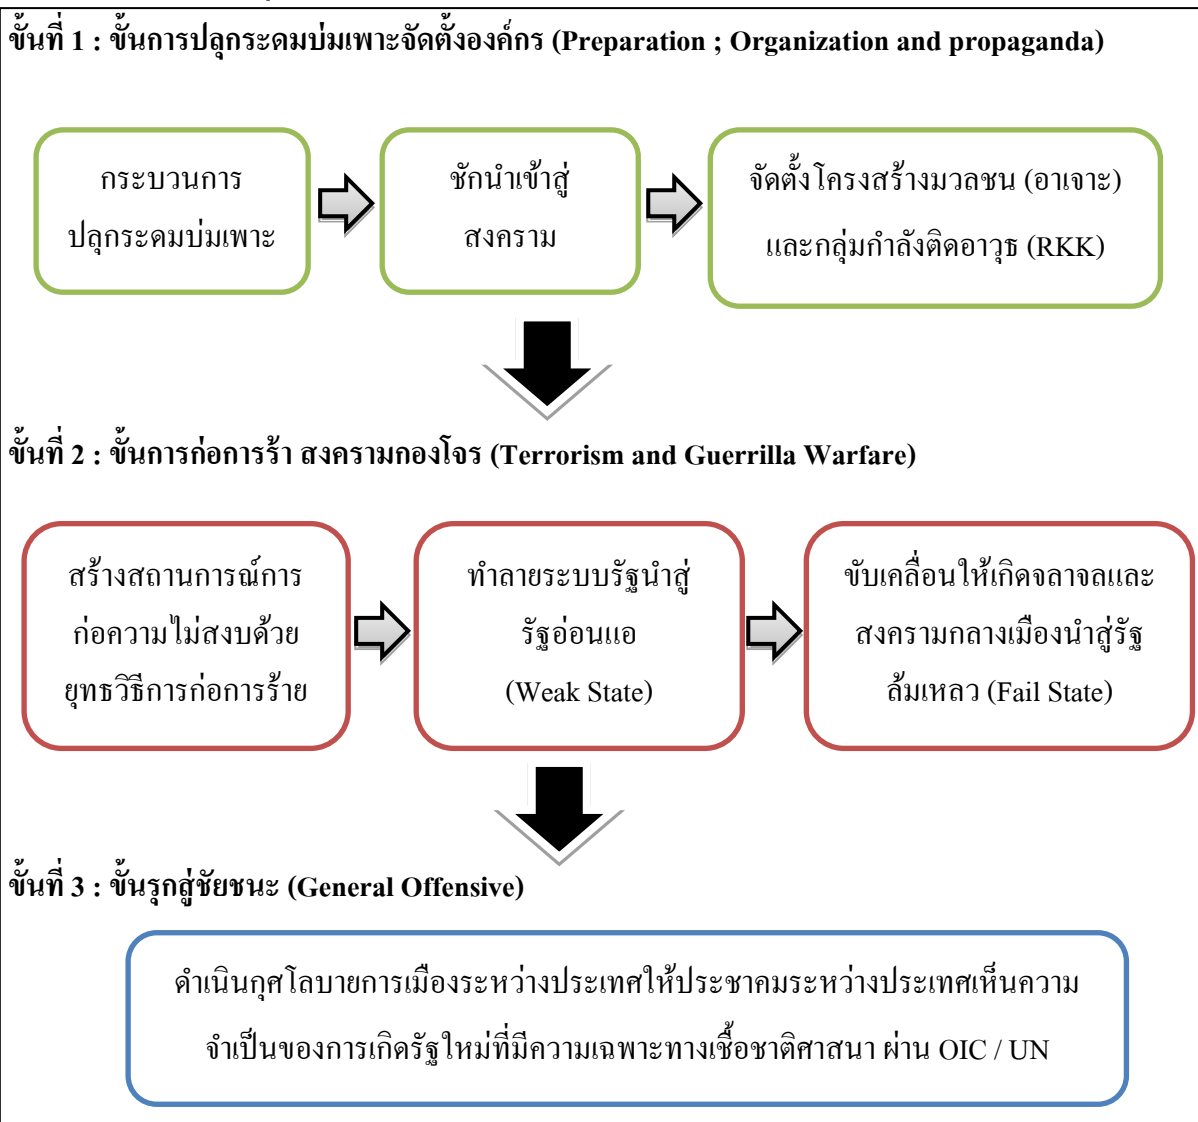 ขั้นที่ 1 : ขั้นการปลุกระดมบ่มเพาะจัดตั้งองค์กร (Preparation ; Organization and propaganda)
กระบวนการ
ปลุกระดมบ่มเพาะ
ชักนำเข้าสู่
สงคราม
จัดตั้งโครงสร้างมวลชน (อาเจาะ)
และกลุ่มกำลังติดอาวุธ (RKK)
ขั้นที่ 2 : ขั้นการก่อการร้า สงครามกองโจร (Terrorism and Guerrilla Warfare)
สร้างสถานการณ์การ
ก่อความไม่สงบด้วย
ยุทธวิธีการก่อการร้าย
ทำลายระบบรัฐนำสู่
รัฐอ่อนแอ
(Weak State)
ขับเคลื่อนให้เกิดจลาจลและ
สงครามกลางเมืองนำสู่รัฐ
ล้มเหลว (Fail State)
ขั้นที่ 3 : ขั้นรุกสู่ชัยชนะ (General Offensive)
ดำเนินกุศโลบายการเมืองระหว่างประเทศให้ประชาคมระหว่างประเทศเห็นความ
จำเป็นของการเกิดรัฐใหม่ที่มีความเฉพาะทางเชื้อชาติศาสนา ผ่าน OIC / UN